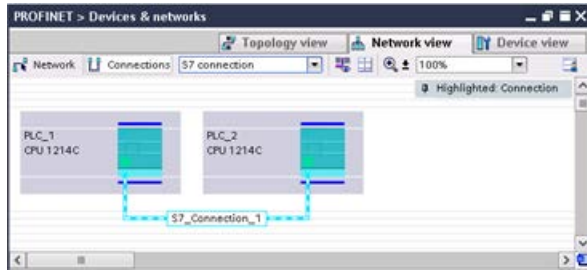 PROFINET > Devices & networks
Topology view Network view Device view
Network Connections S7 connection 100%
Highlighted: Connection
PLC_1
CPU 1214C
PLC_2
CPU 1214C
S7_Connection_1